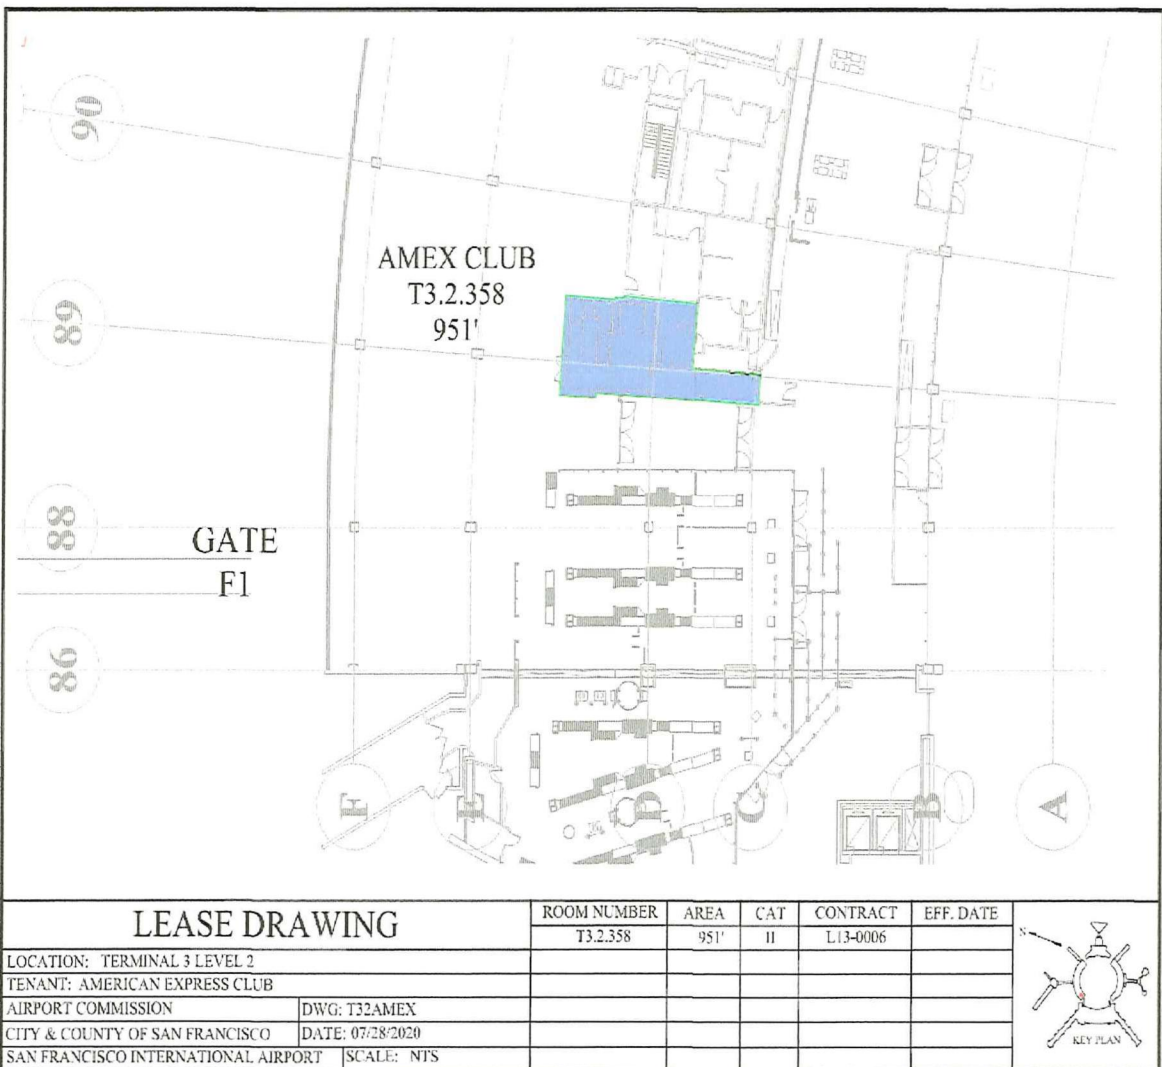 90
AMEX CLUB
T3.2.358
951'
89
88
GATE
F1
86
F
E
D
C
B
A
LEASE DRAWING
ROOM NUMBER AREA CAT CONTRACT EFF. DATE
T3.2.358 951' II L13-0006
LOCATION: TERMINAL 3 LEVEL 2
TENANT: AMERICAN EXPRESS CLUB
AIRPORT COMMISSION DWG: T32AMEX
CITY & COUNTY OF SAN FRANCISCO DATE: 07/28/2020
SAN FRANCISCO INTERNATIONAL AIRPORT SCALE: NTS
N
KEY PLAN